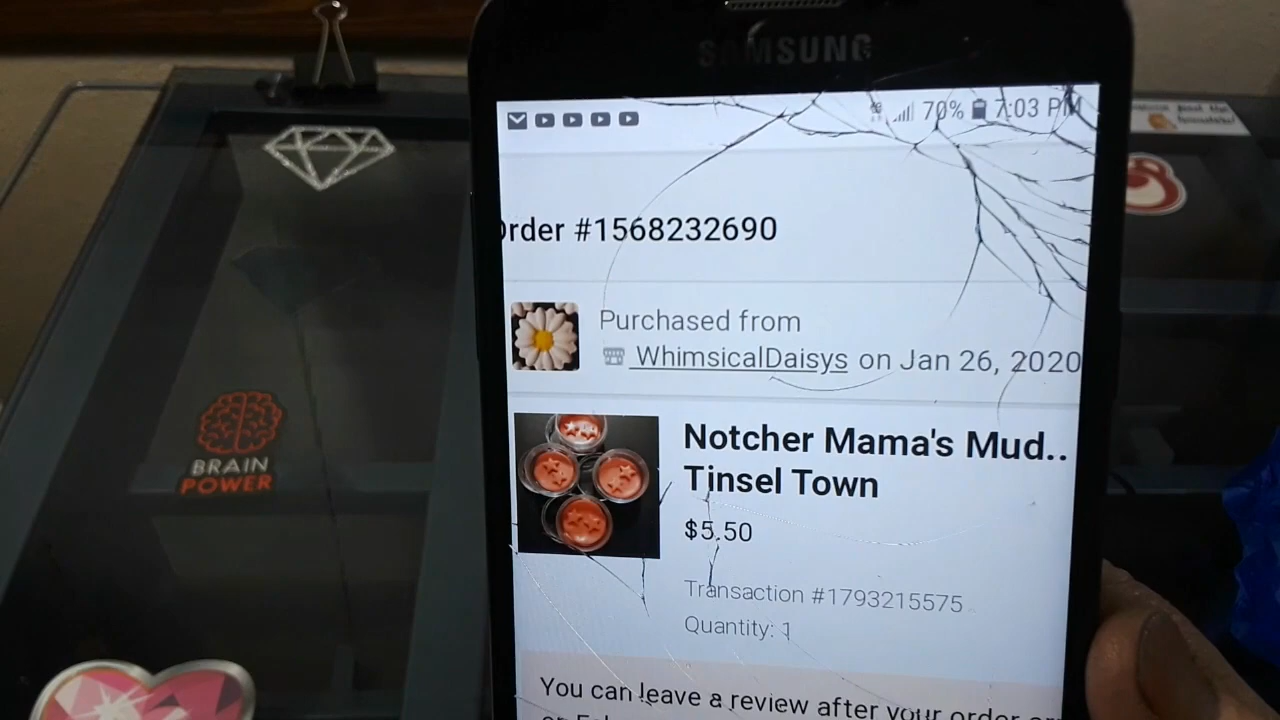 SAMSUNG
70% 7:03 PM
Order #1568232690
Purchased from
WhimsicalDaisys on Jan 26, 2020
Notcher Mama's Mud..
Tinsel Town
$5.50
Transaction #1793215575
Quantity: 1
You can leave a review after your order
BRAIN
POWER